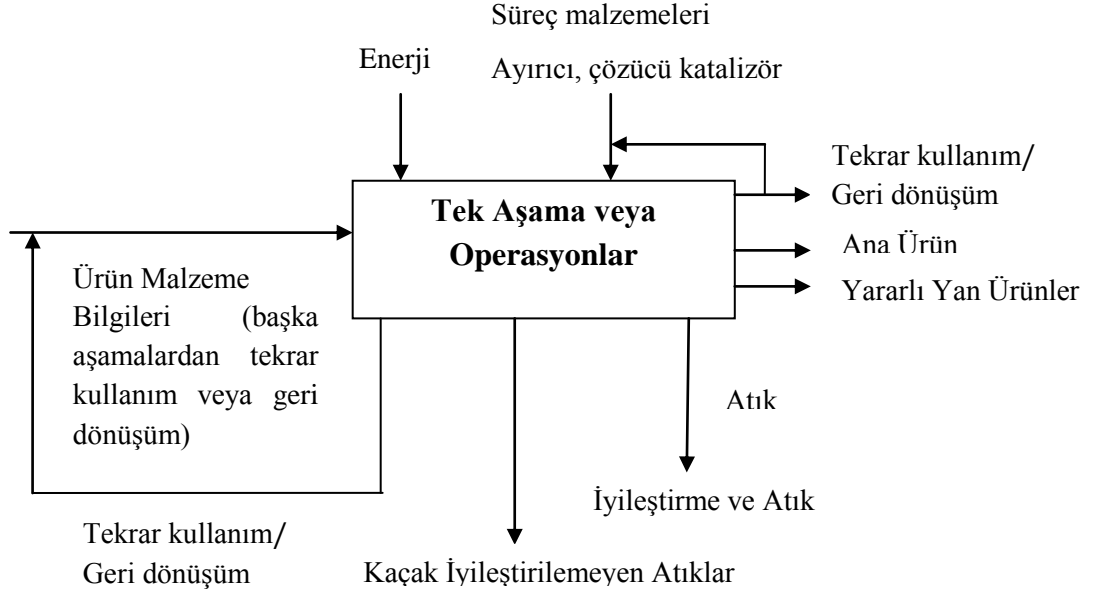 Süreç malzemeleri
Enerji
Ayırıcı, çözücü katalizör
Tekrar kullanım/
Geri dönüşüm
Tek Aşama veya
Operasyonlar
Ana Ürün
Yararlı Yan Ürünler
Ürün Malzeme
Bilgileri (başka
aşamalardan tekrar
kullanım veya geri
dönüşüm)
Atık
İyileştirme ve Atık
Tekrar kullanım/
Geri dönüşüm
Kaçak İyileştirilemeyen Atıklar